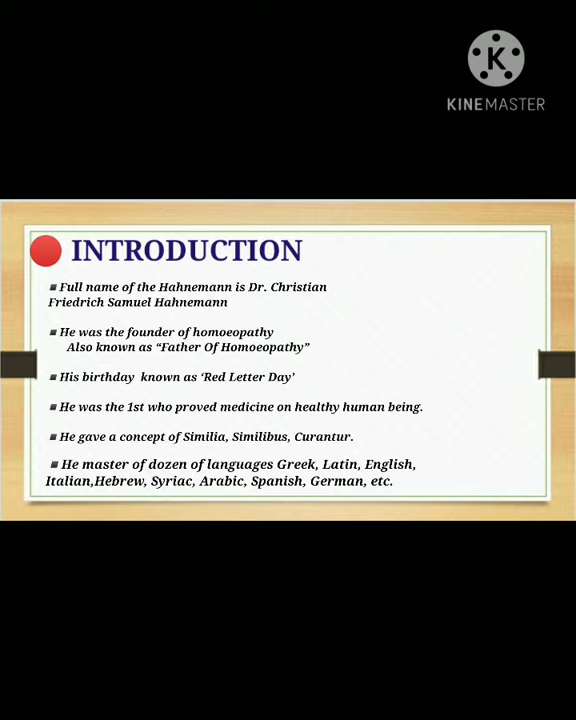 K
KINEMASTER
INTRODUCTION
▪Full name of the Hahnemann is Dr. Christian
Friedrich Samuel Hahnemann
▪He was the founder of homoeopathy
Also known as “Father Of Homoeopathy”
▪His birthday known as ‘Red Letter Day’
▪He was the 1st who proved medicine on healthy human being.
▪He gave a concept of Similia, Similibus, Curantur.
▪He master of dozen of languages Greek, Latin, English,
Italian,Hebrew, Syriac, Arabic, Spanish, German, etc.